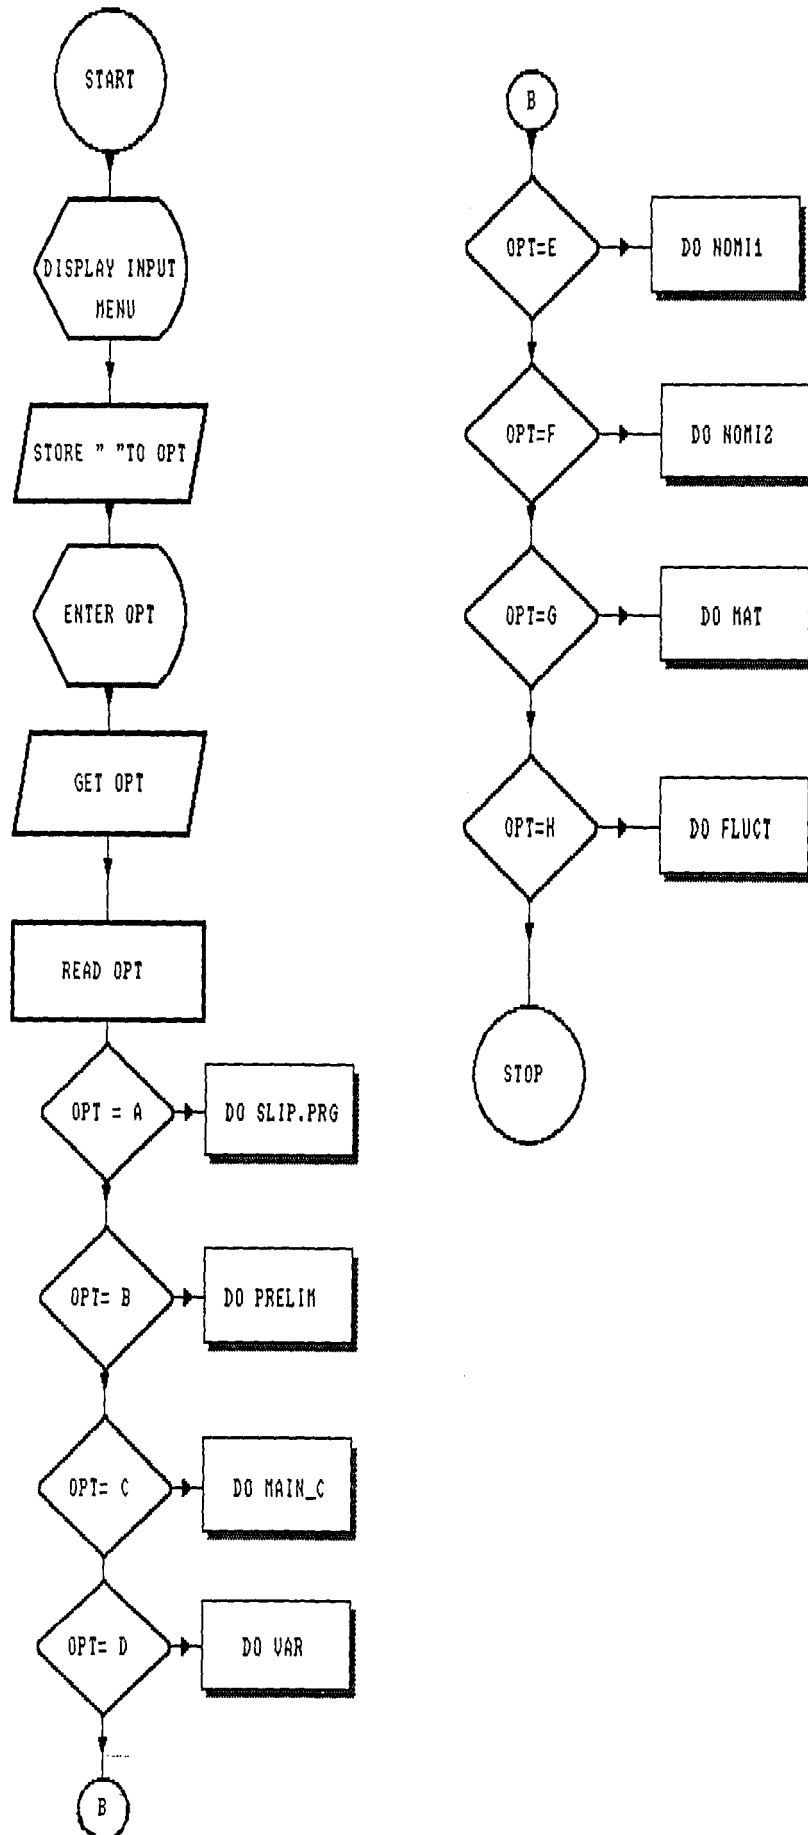 START
DISPLAY INPUT
MENU
STORE " "TO OPT
ENTER OPT
GET OPT
READ OPT
OPT = A
DO SLIP.PRG
OPT= B
DO PRELIM
OPT= C
DO MAIN_C
OPT= D
DO VAR
B
B
OPT=E
DO NOMI1
OPT=F
DO NOMI2
OPT=G
DO MAT
OPT=H
DO FLUCT
STOP